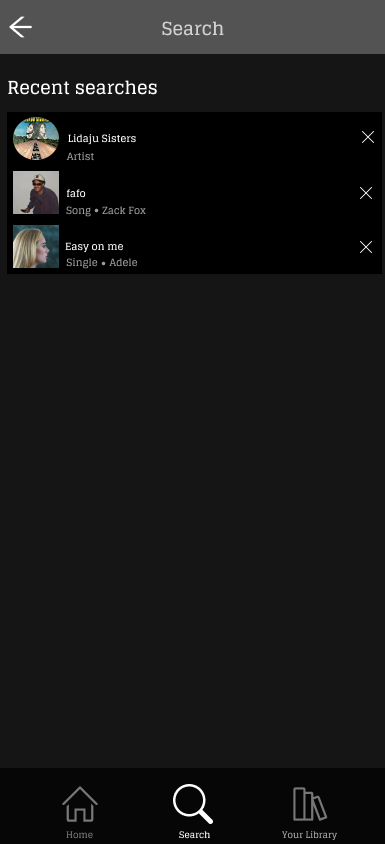 Search
Recent searches
Lidaju Sisters
Artist
fafo
Song • Zack Fox
Easy on me
Single • Adele
Home
Search
Your Library